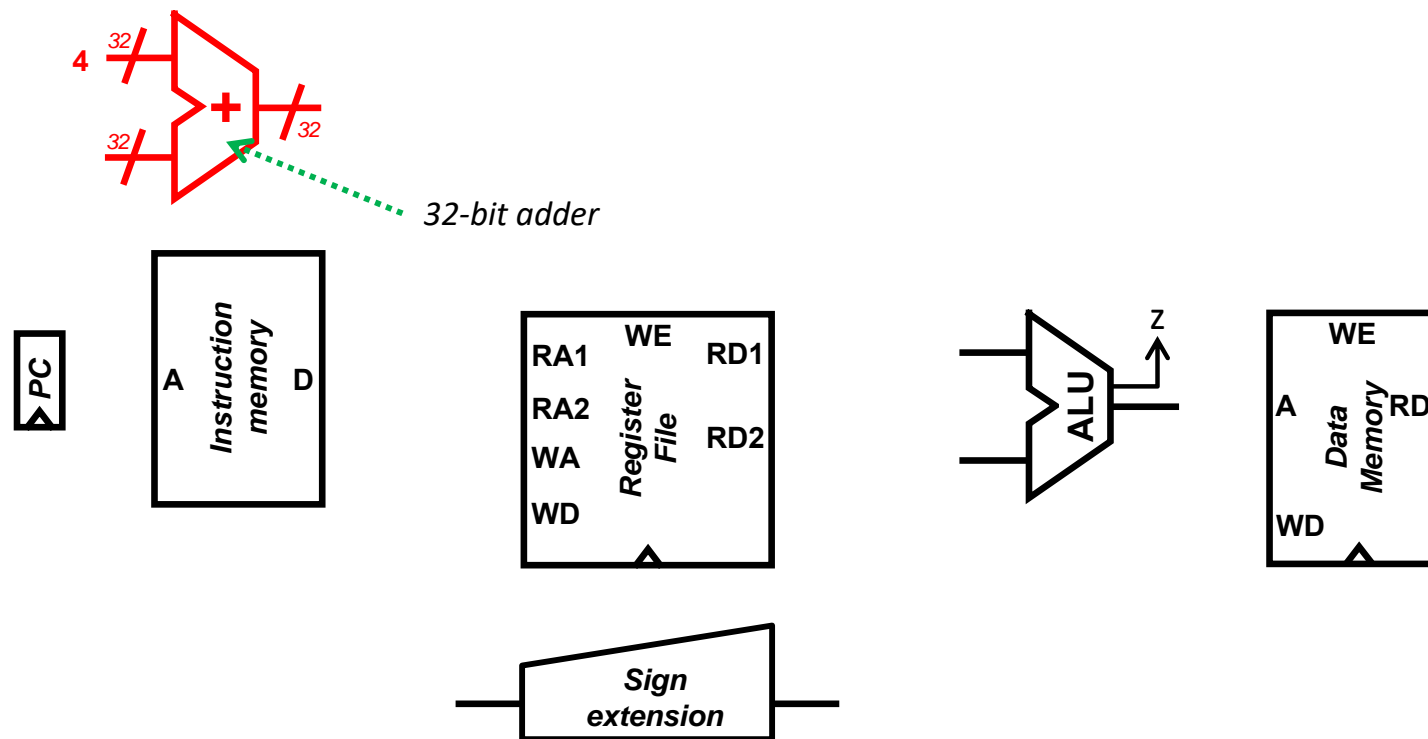 32
4
+
32
32
32-bit adder
PC
A
Instruction
memory
D
RA1
RA2
WA
WD
WE
Register
File
RD1
RD2
ALU
Z
WE
A
Data
Memory
RD
WD
Sign
extension